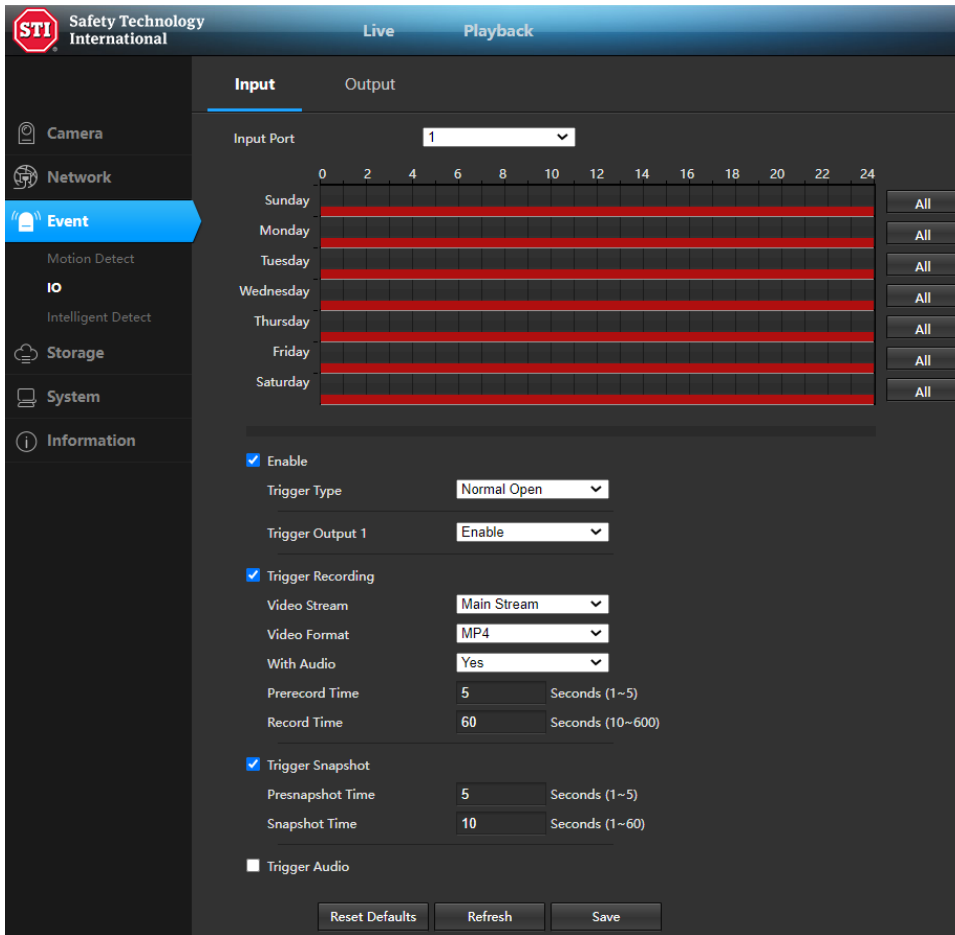 STI
Safety Technology
International
Live Playback
Input Output
Camera
Network
Event
Motion Detect
IO
Intelligent Detect
Storage
System
Information
Input Port 1
0 2 4 6 8 10 12 14 16 18 20 22 24
Sunday All
Monday All
Tuesday All
Wednesday All
Thursday All
Friday All
Saturday All
Enable
Trigger Type Normal Open
Trigger Output 1 Enable
Trigger Recording
Video Stream Main Stream
Video Format MP4
With Audio Yes
Prerecord Time 5 Seconds (1~5)
Record Time 60 Seconds (10~600)
Trigger Snapshot
Presnapshot Time 5 Seconds (1~5)
Snapshot Time 10 Seconds (1~60)
Trigger Audio
Reset Defaults Refresh Save